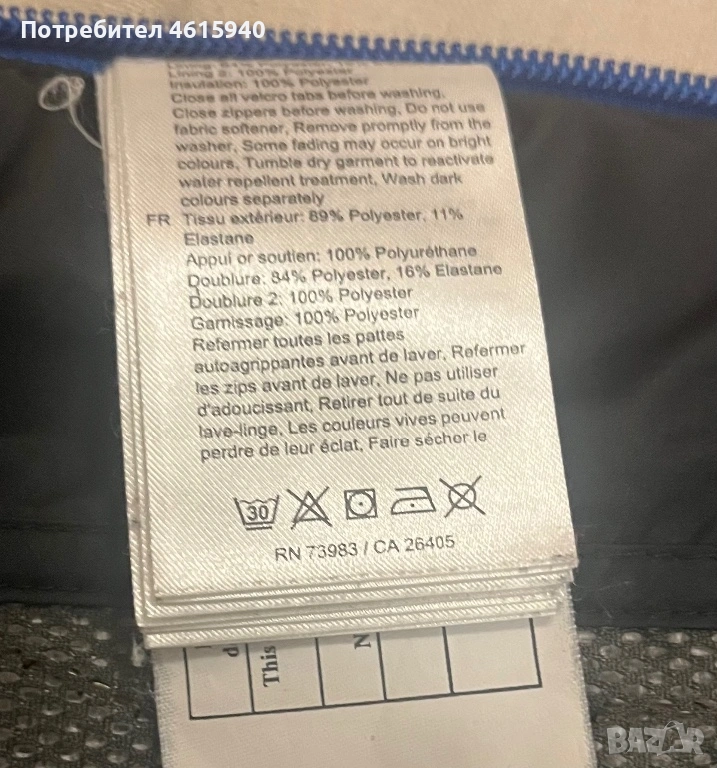 Потребител 4615940
Lining 2: 100% Polyester
Insulation: 100% Polyester
Close all velcro tabs before washing,
Close zippers before washing, Do not use
fabric softener, Remove promptly from the
washer, Some fading may occur on bright
colours, Tumble dry garment to reactivate
water repellent treatment, Wash dark
colours separately
FR Tissu extérieur: 89% Polyester, 11%
Elastane
Appui or soutien: 100% Polyuréthane
Doublure: 84% Polyester, 16% Elastane
Doublure 2: 100% Polyester
Garnissage: 100% Polyester
Refermer toutes les pattes
autoagrippantes avant de laver, Refermer
les zips avant de laver, Ne pas utiliser
d'adoucissant, Retirer tout de suite du
lave-linge, Les couleurs vives peuvent
perdre de leur éclat, Faire sécher le
30
RN 73983 / CA 26405
d
This
N
BAZAR